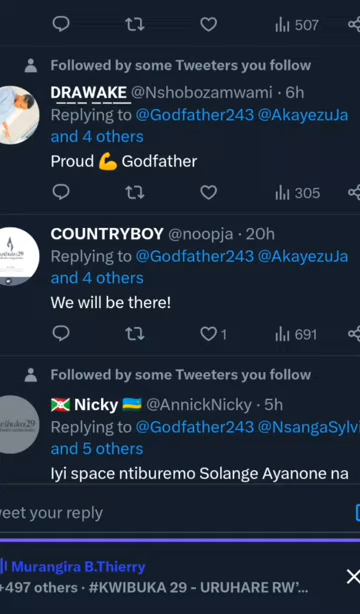 507
Followed by some Tweeters you follow
DRAWAKE @Nshobozamwami · 6h
Replying to @Godfather243 @AkayezuJa
and 4 others
Proud 💪 Godfather
305
COUNTRYBOY @noopja · 20h
Replying to @Godfather243 @AkayezuJa
and 4 others
We will be there!
1 691
Followed by some Tweeters you follow
🇧🇮 Nicky 🇷🇼 @AnnickNicky · 5h
Replying to @Godfather243 @NsangaSylvi
and 5 others
Iyi space ntiburemo Solange Ayanone na
weet your reply
Murangira B.Thierry
+497 others · #KWIBUKA 29 - URUHARE RW’...